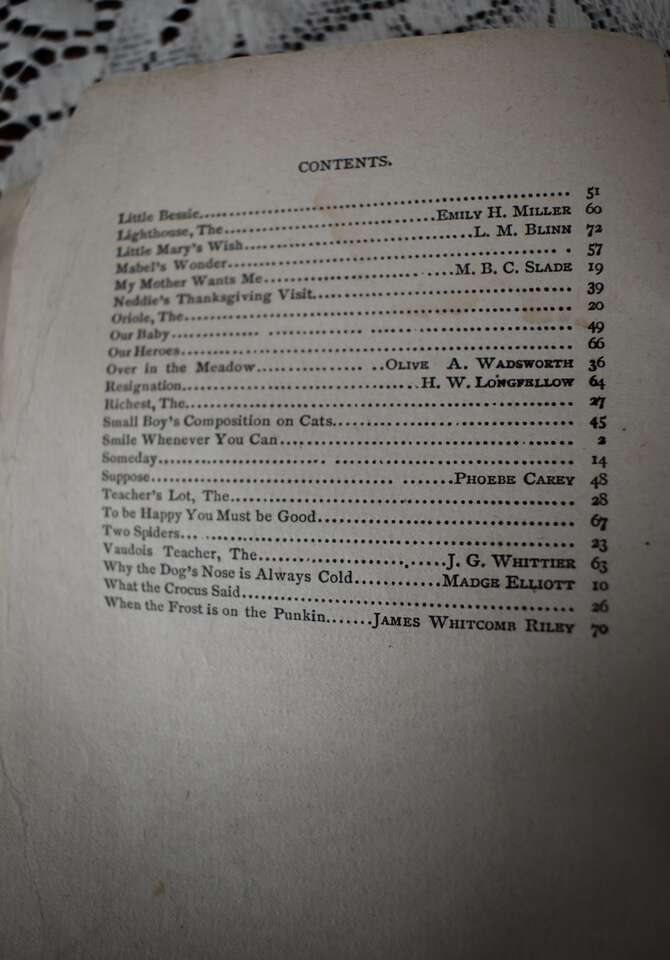 CONTENTS.
Little Bessie.......... 51
Lighthouse, The..........EMILY H. MILLER 60
Little Mary's Wish..........L. M. BLINN 72
Mabel's Wonder.......... 57
My Mother Wants Me..........M. B. C. SLADE 19
Neddie's Thanksgiving Visit.......... 39
Oriole, The.......... 20
Our Baby.......... 49
Our Heroes.......... 66
Over in the Meadow..........OLIVE A. WADSWORTH 36
Resignation..........H. W. LONGFELLOW 64
Richest, The.......... 27
Small Boy's Composition on Cats.......... 45
Smile Whenever You Can.......... 2
Someday.......... 14
Suppose..........PHOEBE CAREY 48
Teacher's Lot, The.......... 28
To be Happy You Must be Good.......... 67
Two Spiders.......... 23
Vaudois Teacher, The..........J. G. WHITTIER 63
Why the Dog's Nose is Always Cold..........MADGE ELLIOTT 10
What the Crocus Said.......... 26
When the Frost is on the Punkin.......JAMES WHITCOMB RILEY 70